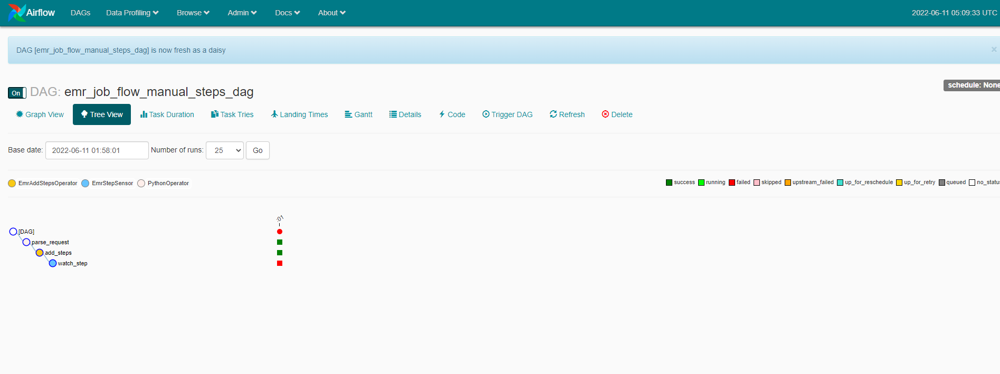 Airflow DAGs Data Profiling Browse Admin Docs About 2022-06-11 05:09:33 UTC
DAG [emr_job_flow_manual_steps_dag] is now fresh as a daisy ×
On DAG: emr_job_flow_manual_steps_dag schedule: None
Graph View Tree View Task Duration Task Tries Landing Times Gantt Details Code Trigger DAG Refresh Delete
Base date: 2022-06-11 01:58:01 Number of runs: 25 Go
EmrAddStepsOperator EmrStepSensor PythonOperator success running failed skipped upstream_failed up_for_reschedule up_for_retry queued no_status
:01
[DAG]
parse_request
add_steps
watch_step